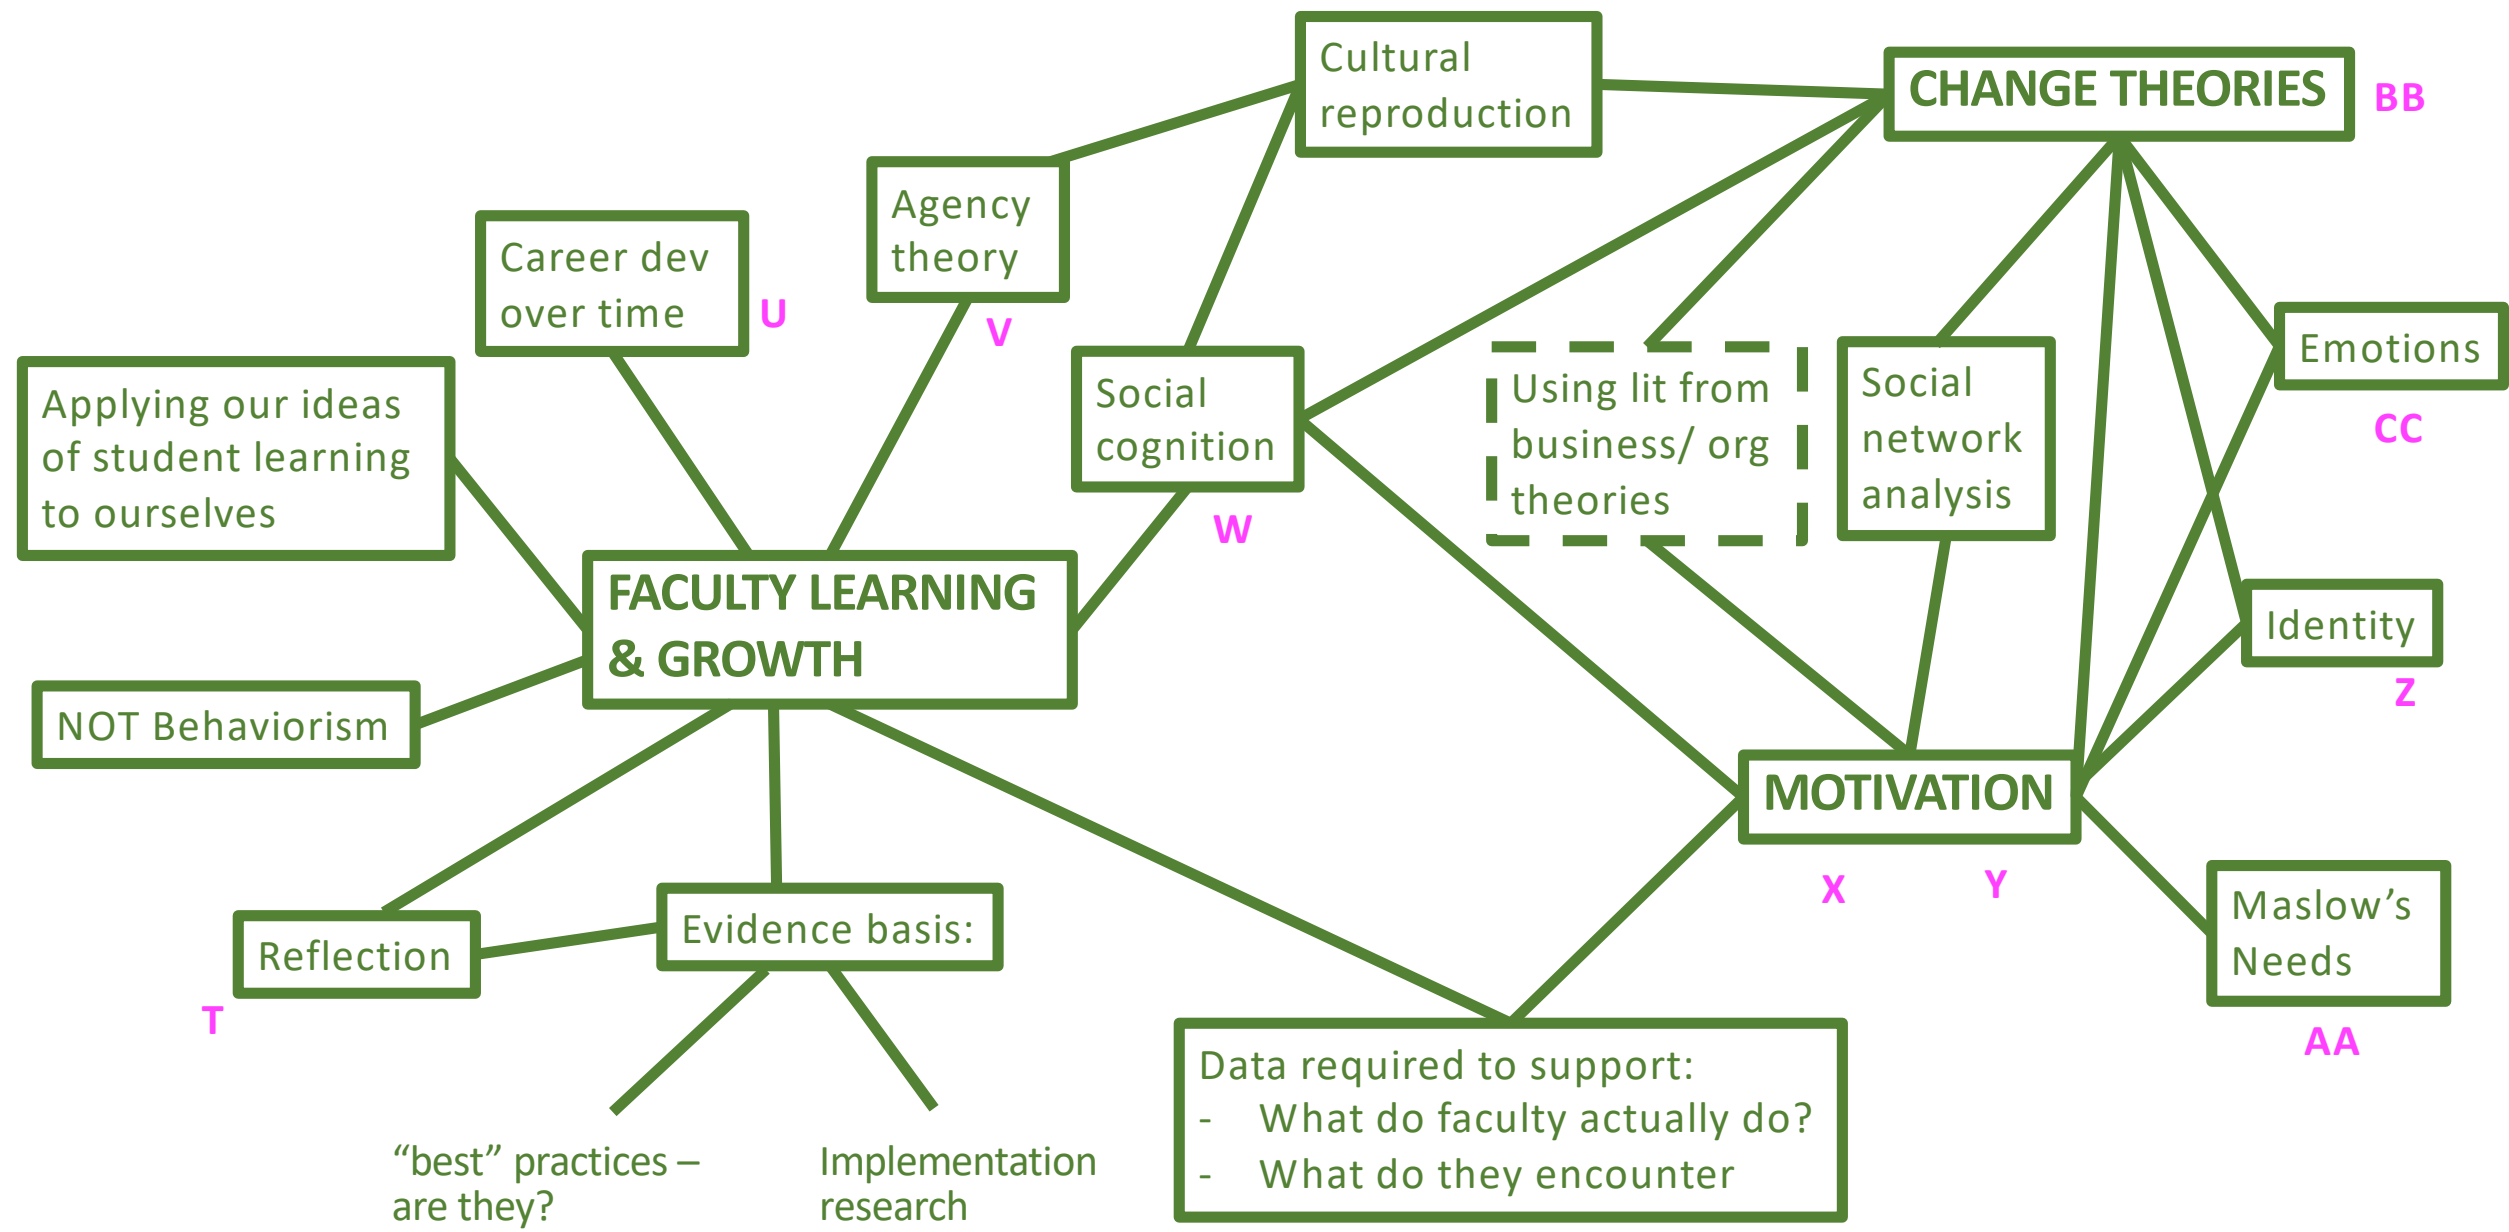 Cultural
reproduction
CHANGE THEORIES
BB
Agency
theory
V
Career dev
over time
U
Applying our ideas
of student learning
to ourselves
Social
cognition
W
Using lit from
business/ org
theories
Social
network
analysis
Emotions
CC
FACULTY LEARNING
& GROWTH
Identity
Z
NOT Behaviorism
MOTIVATION
X
Y
Maslow’s
Needs
AA
Reflection
T
Evidence basis:
“best” practices –
are they?
Implementation
research
Data required to support:
- What do faculty actually do?
- What do they encounter